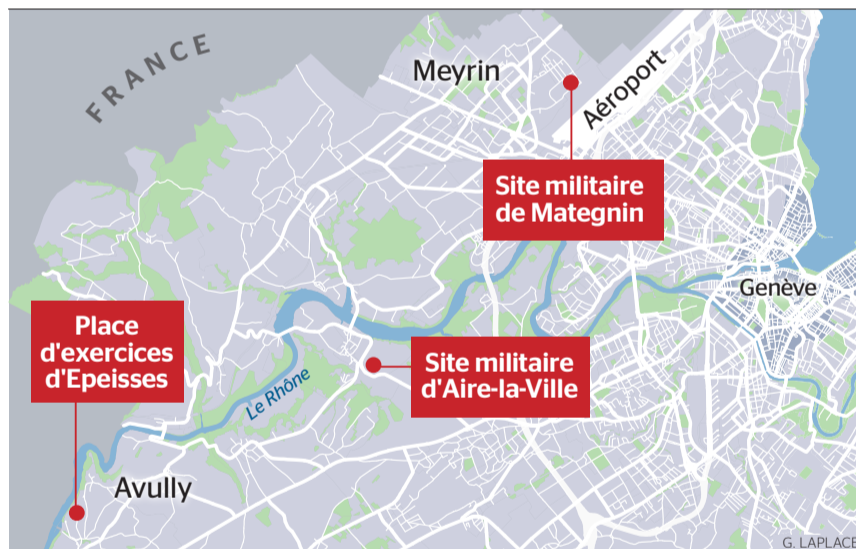 FRANCE
Meyrin
Aéroport
Site militaire
de Mategnin
Genève
Place
d'exercices
d'Epeisses
Site militaire
d'Aire-la-Ville
Le Rhône
Avully
G. LAPLACE